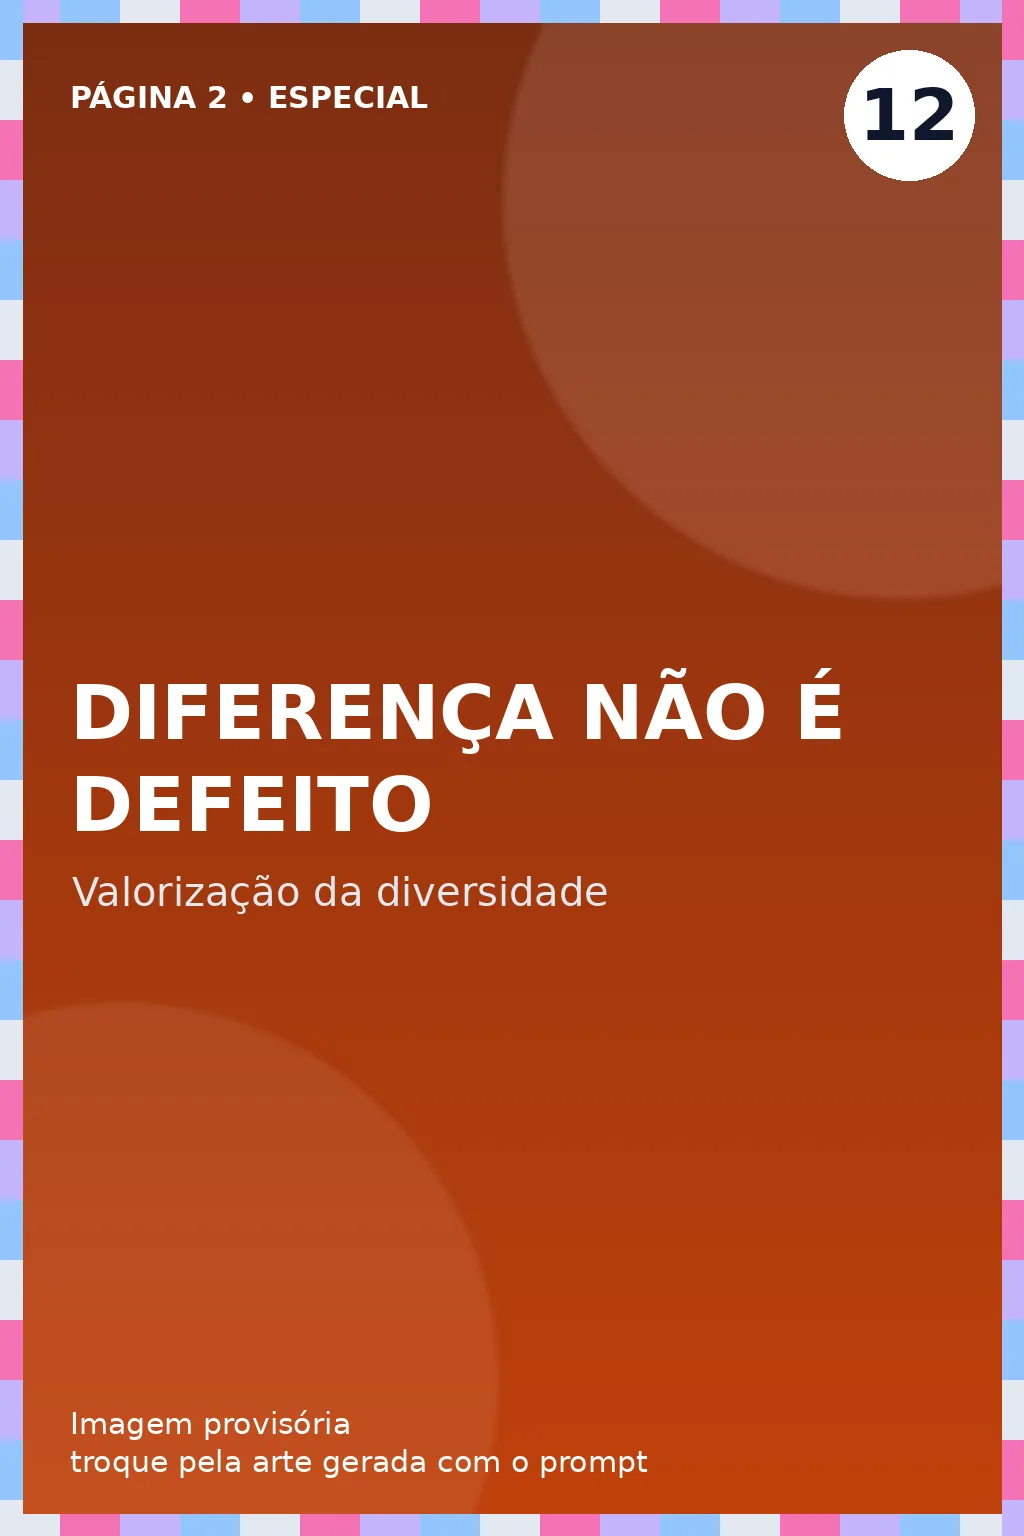 PÁGINA 2 • ESPECIAL
12
DIFERENÇA NÃO É
DEFEITO
Valorização da diversidade
Imagem provisória
troque pela arte gerada com o prompt